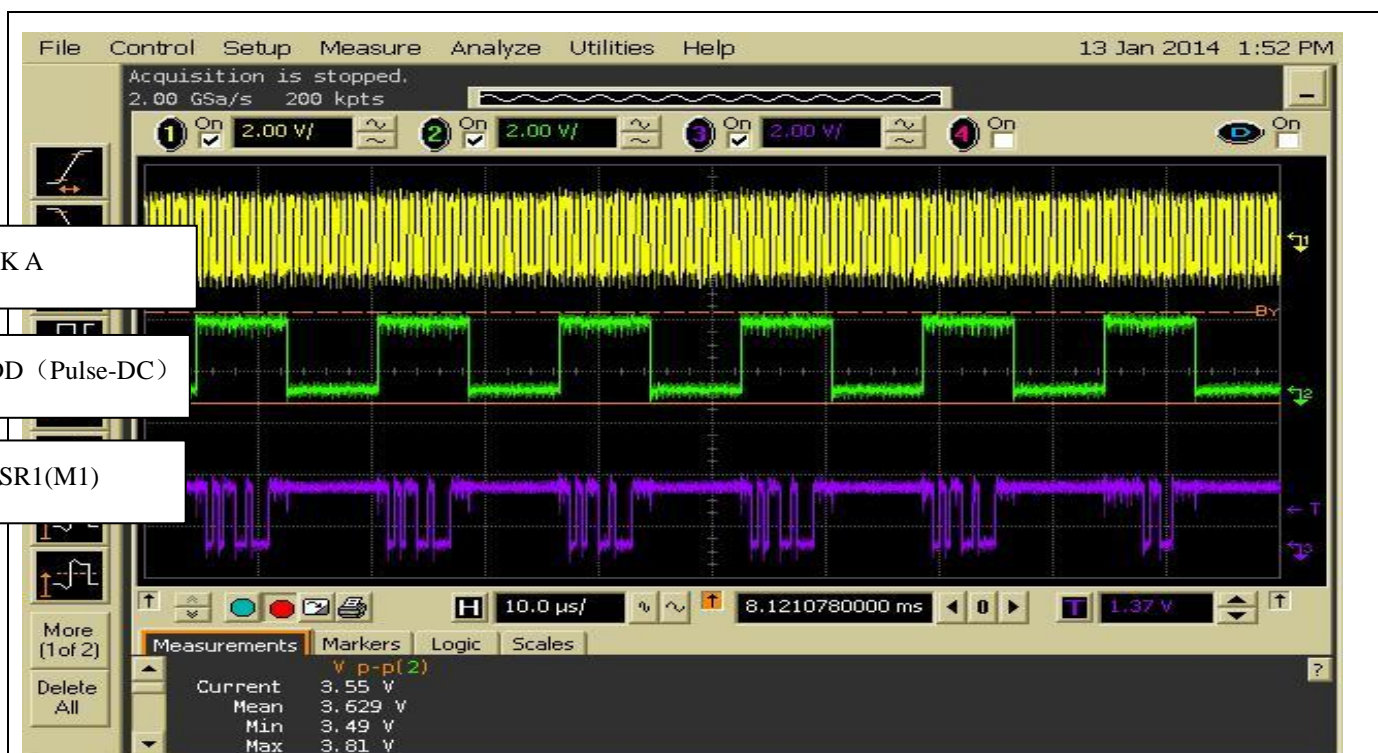 File Control Setup Measure Analyze Utilities Help 13 Jan 2014 1:52 PM
Acquisition is stopped.
2.00 GSa/s 200 kpts
1 On 2.00 V/ 2 On 2.00 V/ 3 On 2.00 V/ 4 On D On
1
K A
By
DD（Pulse-DC）
2
SR1(M1)
T
3
H 10.0 µs/ 8.1210780000 ms 0 T 1.37 V
More
(1 of 2)
Delete
All
Measurements Markers Logic Scales
V p-p(2) ?
Current 3.55 V
Mean 3.629 V
Min 3.49 V
Max 3.81 V